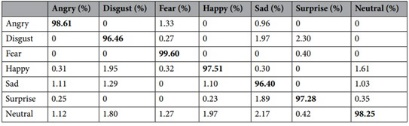 Angry (%) Disgust (%) Fear (%) Happy (%) Sad (%) Surprise (%) Neutral (%)
Angry 98.61 0 1.33 0 0.96 0 0
Disgust 0 96.46 0.27 0 1.97 2.30 0
Fear 0 0 99.60 0 0 0.40 0
Happy 0.31 1.95 0.32 97.51 0.30 0 1.61
Sad 1.11 1.29 0 1.10 96.40 0 1.03
Surprise 0.25 0 0 0.23 1.89 97.28 0.35
Neutral 1.12 1.80 1.27 1.97 2.17 0.42 98.25